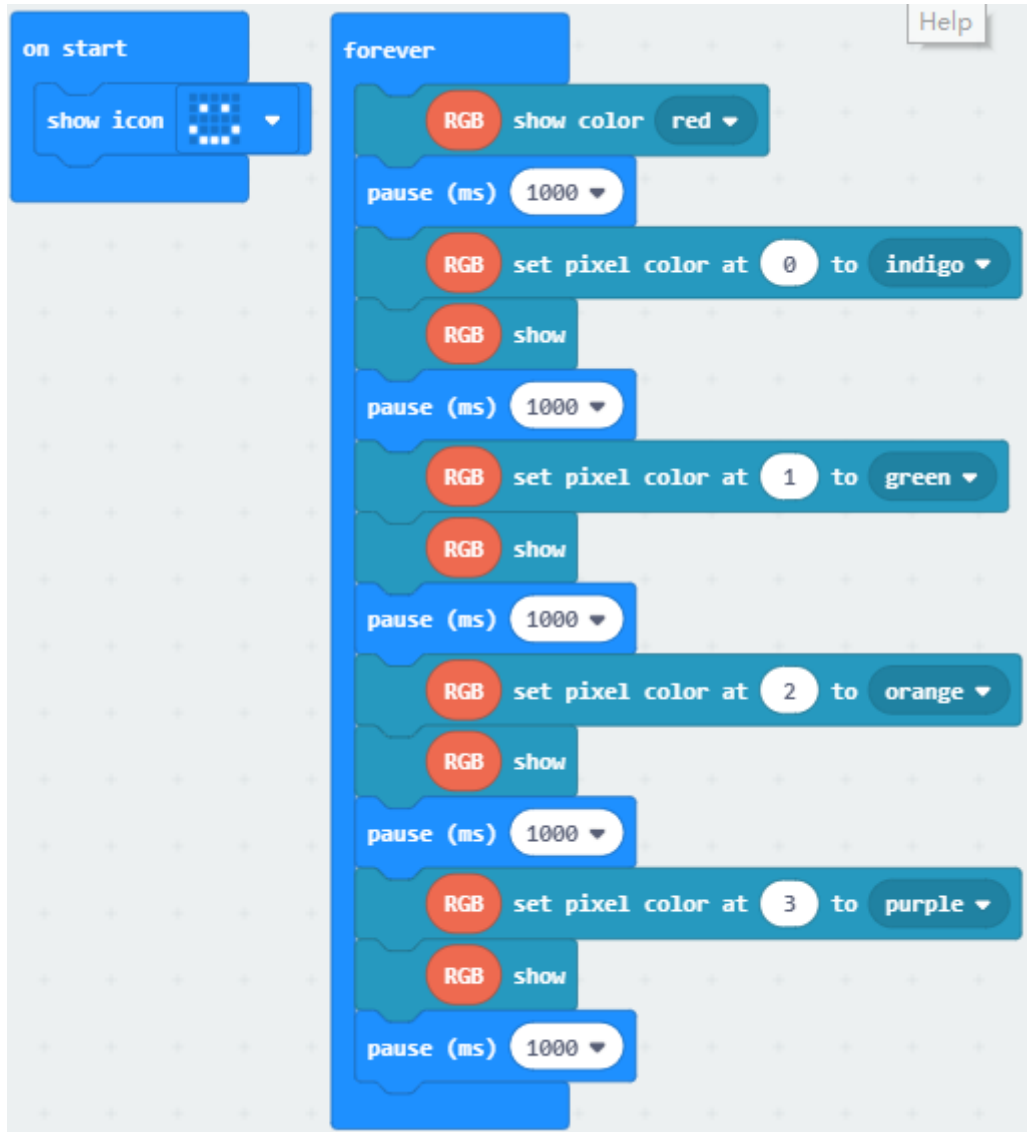 Help
on start
show icon
forever
RGB show color red
pause (ms) 1000
RGB set pixel color at 0 to indigo
RGB show
pause (ms) 1000
RGB set pixel color at 1 to green
RGB show
pause (ms) 1000
RGB set pixel color at 2 to orange
RGB show
pause (ms) 1000
RGB set pixel color at 3 to purple
RGB show
pause (ms) 1000